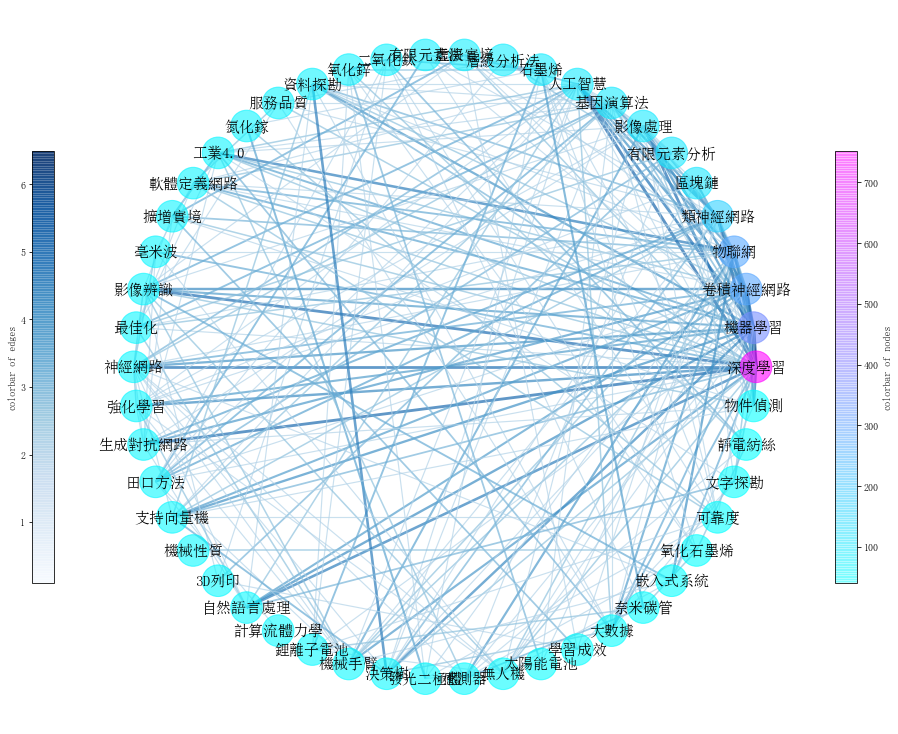 有限元素法
虛擬實境
二氧化鈦
層級分析法
氧化鋅
石墨烯
資料探勘
人工智慧
服務品質
基因演算法
氮化鎵
影像處理
工業4.0
有限元素分析
軟體定義網路
區塊鏈
擴增實境
類神經網路
毫米波
物聯網
影像辨識
卷積神經網路
最佳化
機器學習
神經網路
深度學習
強化學習
物件偵測
生成對抗網路
靜電紡絲
田口方法
文字探勘
支持向量機
可靠度
機械性質
氧化石墨烯
3D列印
嵌入式系統
自然語言處理
奈米碳管
計算流體力學
大數據
鋰離子電池
學習成效
機械手臂
太陽能電池
決策樹
無人機
發光二極體
感測器
colorbar of edges
6
5
4
3
2
1
colorbar of nodes
700
600
500
400
300
200
100